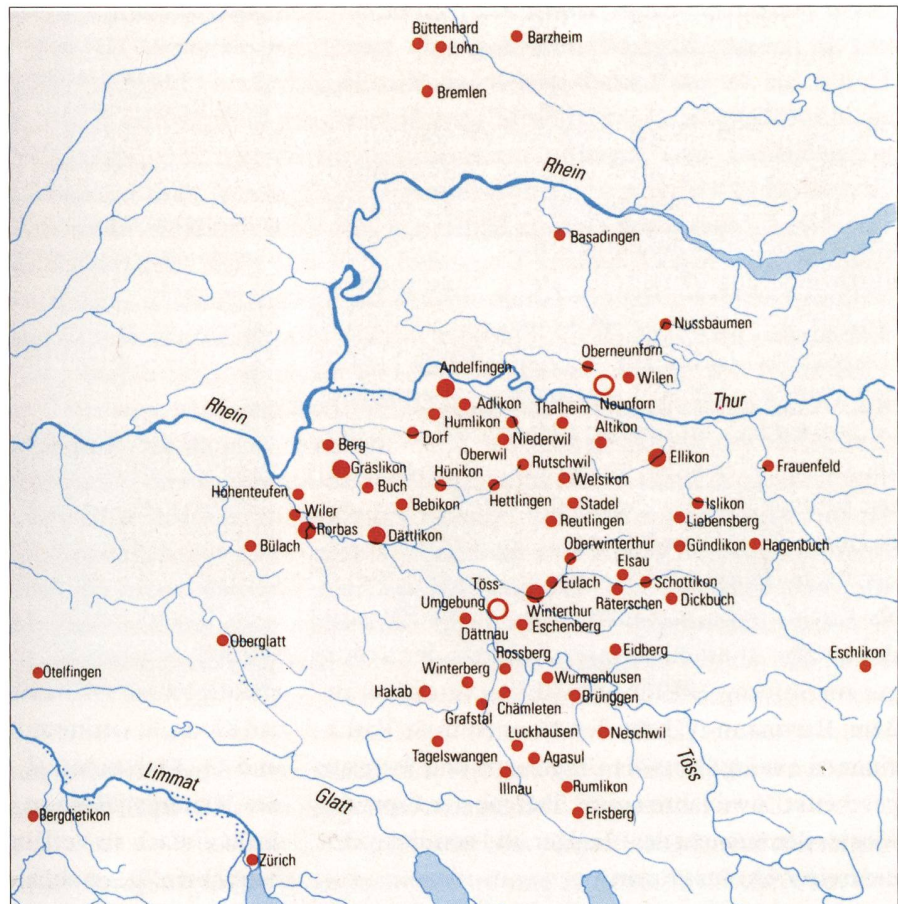 Büttenhard
Lohn
Barzheim
Bremlen
Rhein
Basadingen
Nussbaumen
Oberneunforn
Wilen
Neunforn
Andelfingen
Thur
Rhein
Adlikon
Thalheim
Humlikon
Altikon
Dorf
Niederwil
Oberwil
Berg
Gräslikon
Rutschwil
Ellikon
Frauenfeld
Buch
Hünikon
Welsikon
Hettlingen
Höhenteufen
Bebikon
Stadel
Islikon
Wiler
Reutlingen
Liebensberg
Rorbas
Dättlikon
Oberwinterthur
Bülach
Gündlikon
Hagenbuch
Elsau
Töss-
Umgebung
Eulach
Schottikon
Räterschen
Dickbuch
Winterthur
Eschenberg
Dättnau
Oberglatt
Rossberg
Eidberg
Eschlikon
Otelfingen
Winterberg
Wurmenhusen
Hakab
Chämleten
Brünggen
Grafstal
Neschwil
Luckhausen
Tagelswangen
Agasul
Töss
Limmat
Glatt
Illnau
Rumlikon
Bergdietikon
Erisberg
Zürich